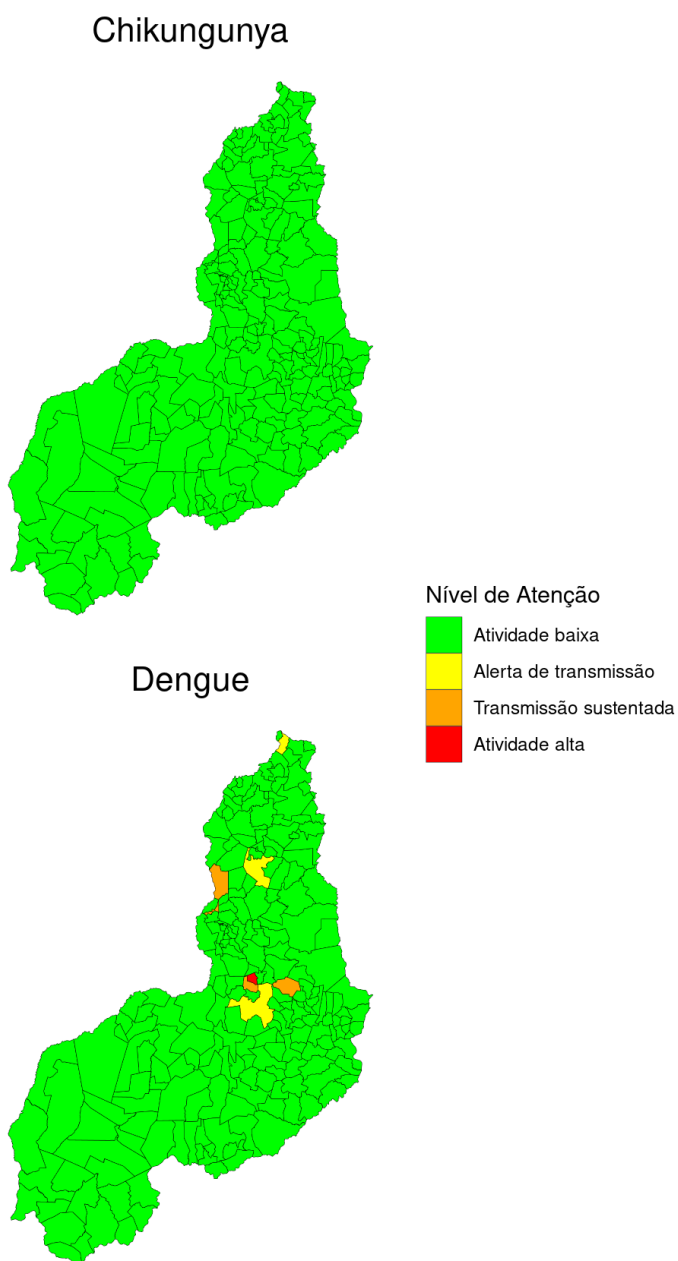 Chikungunya
Nível de Atenção
Atividade baixa
Alerta de transmissão
Transmissão sustentada
Atividade alta
Dengue